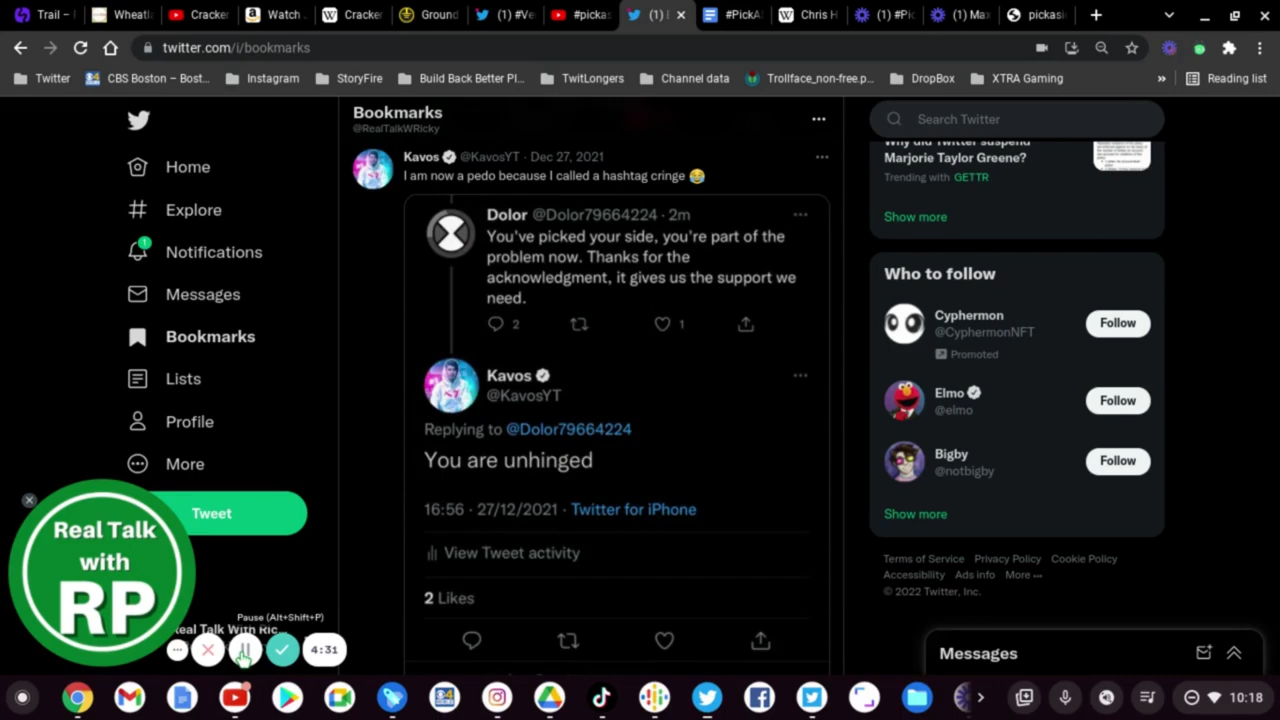 Trail –
Wheatl
Cracker
Watch .
Cracker
Ground
(1) #Ve
#pickas
(1)
#PickA
Chris H
(1) #Pi
(1) Max
pickasi
twitter.com/i/bookmarks
Twitter
CBS Boston – Bost...
Instagram
StoryFire
Build Back Better Pl...
TwitLongers
Channel data
Trollface_non-free.p...
DropBox
XTRA Gaming
»
Reading list
Home
Explore
1
Notifications
Messages
Bookmarks
Lists
Profile
More
Tweet
Real Talk
with
RP
Pause (Alt+Shift+P)
Real Talk With Ric...
4:31
Bookmarks
@RealTalkWRicky
Kavos @KavosYT · Dec 27, 2021
I am now a pedo because I called a hashtag cringe 😂
Dolor @Dolor79664224 · 2m
You've picked your side, you're part of the
problem now. Thanks for the
acknowledgment, it gives us the support we
need.
2
1
Kavos
@KavosYT
Replying to @Dolor79664224
You are unhinged
16:56 · 27/12/2021 · Twitter for iPhone
View Tweet activity
2 Likes
Search Twitter
Why did Twitter suspend
Marjorie Taylor Greene?
Trending with GETTR
Show more
Who to follow
Cyphermon
@CyphermonNFT
Promoted
Follow
Elmo
@elmo
Follow
Bigby
@notbigby
Follow
Show more
Terms of Service Privacy Policy Cookie Policy
Accessibility Ads info More ···
© 2022 Twitter, Inc.
Messages
10:18